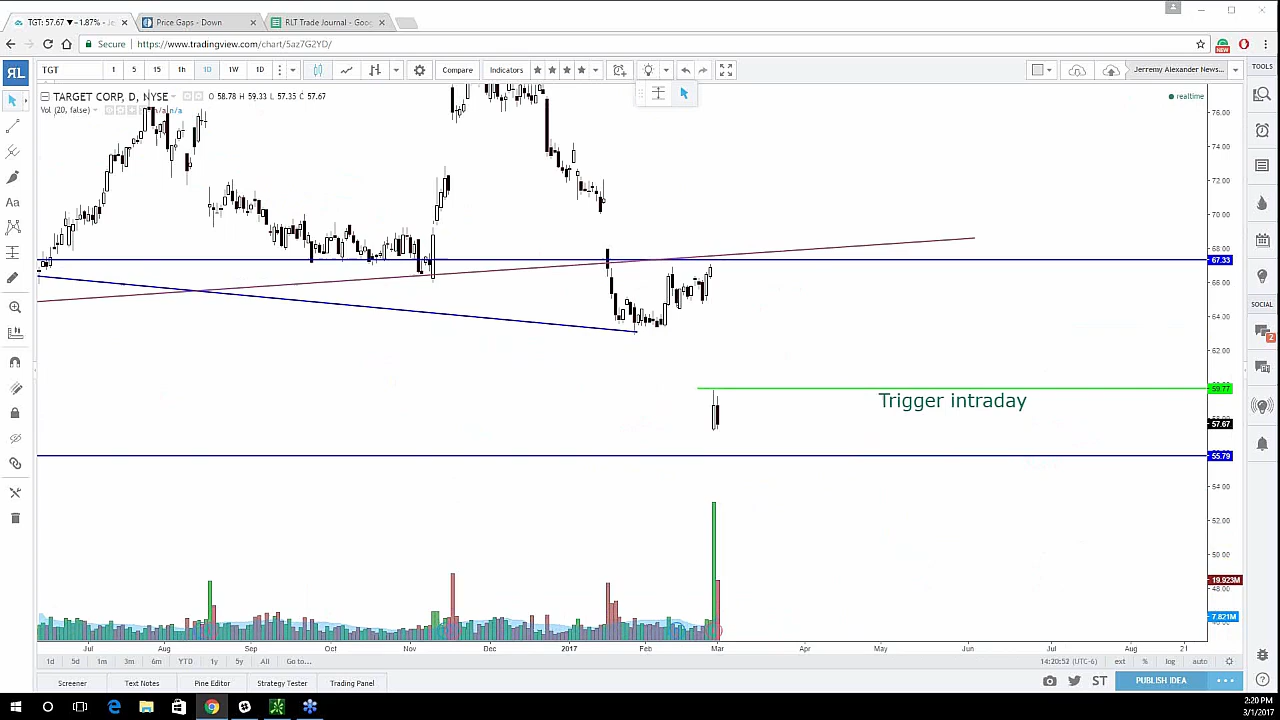 TGT: 57.67 ▼−1.87%
Price Gaps - Down
RLT Trade Journal - Goo
Secure https://www.tradingview.com/chart/5az7G2YD/
TGT 1 5 15 1h 1D 1W 1D Compare Indicators Jerremy Alexander News...
TOOLS
TARGET CORP, D, NYSE O 58.78 H 59.33 L 57.35 C 57.67
realtime
Vol (20, false) n/a n/a
Aa
76.00
74.00
72.00
70.00
68.00
67.33
66.00
64.00
62.00
59.77
Trigger intraday
57.67
55.79
54.00
52.00
50.00
19.923M
48.00
7.821M
SOCIAL
2
Jul Aug Sep Oct Nov Dec 2017 Feb Mar Apr May Jun Jul Aug 21
1d 5d 1m 3m 6m YTD 1y 5y All Go to... 14:20:52 (UTC-6) ext % log auto
Screener Text Notes Pine Editor Strategy Tester Trading Panel ST PUBLISH IDEA
2:20 PM
3/1/2017